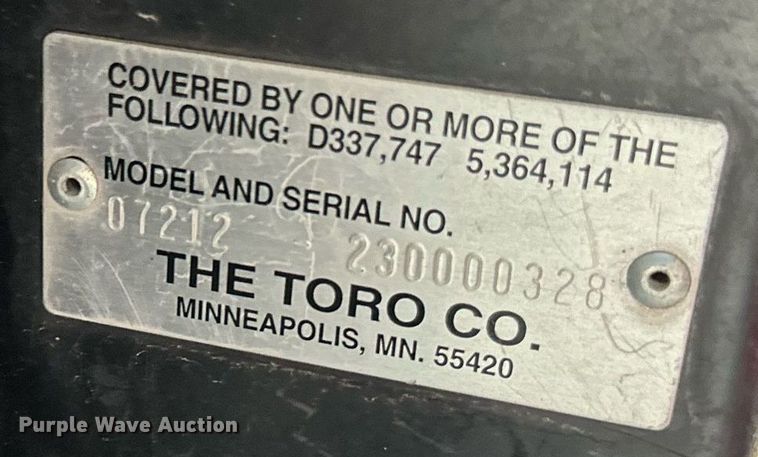 COVERED BY ONE OR MORE OF THE
FOLLOWING: D337,747 5,364,114
MODEL AND SERIAL NO.
07212 230000328
THE TORO CO.
MINNEAPOLIS, MN. 55420
Purple Wave Auction